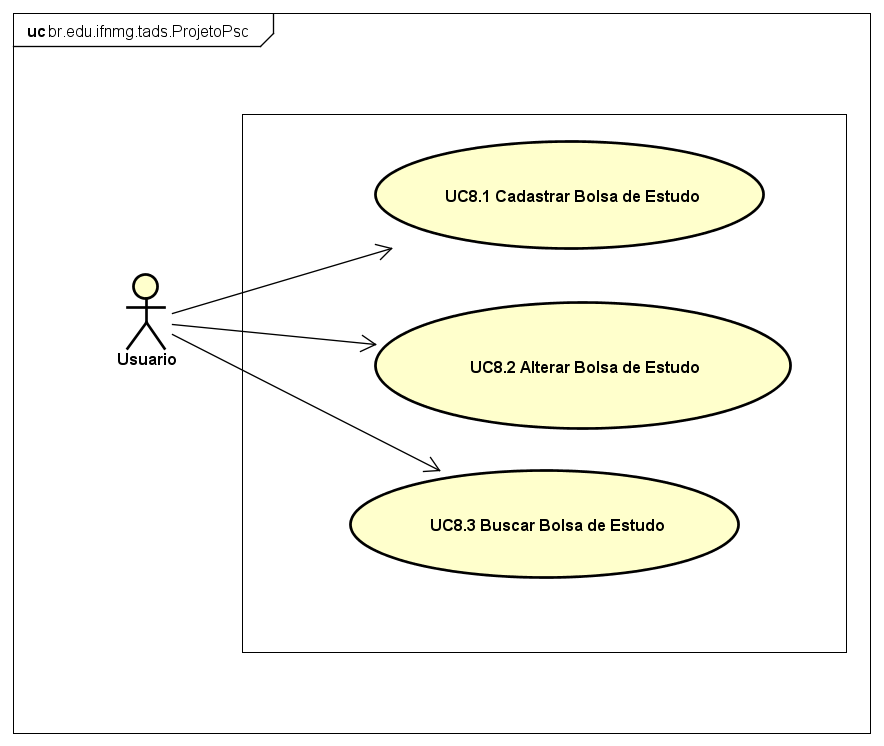 uc br.edu.ifnmg.tads.ProjetoPsc
UC8.1 Cadastrar Bolsa de Estudo
Usuario
UC8.2 Alterar Bolsa de Estudo
UC8.3 Buscar Bolsa de Estudo